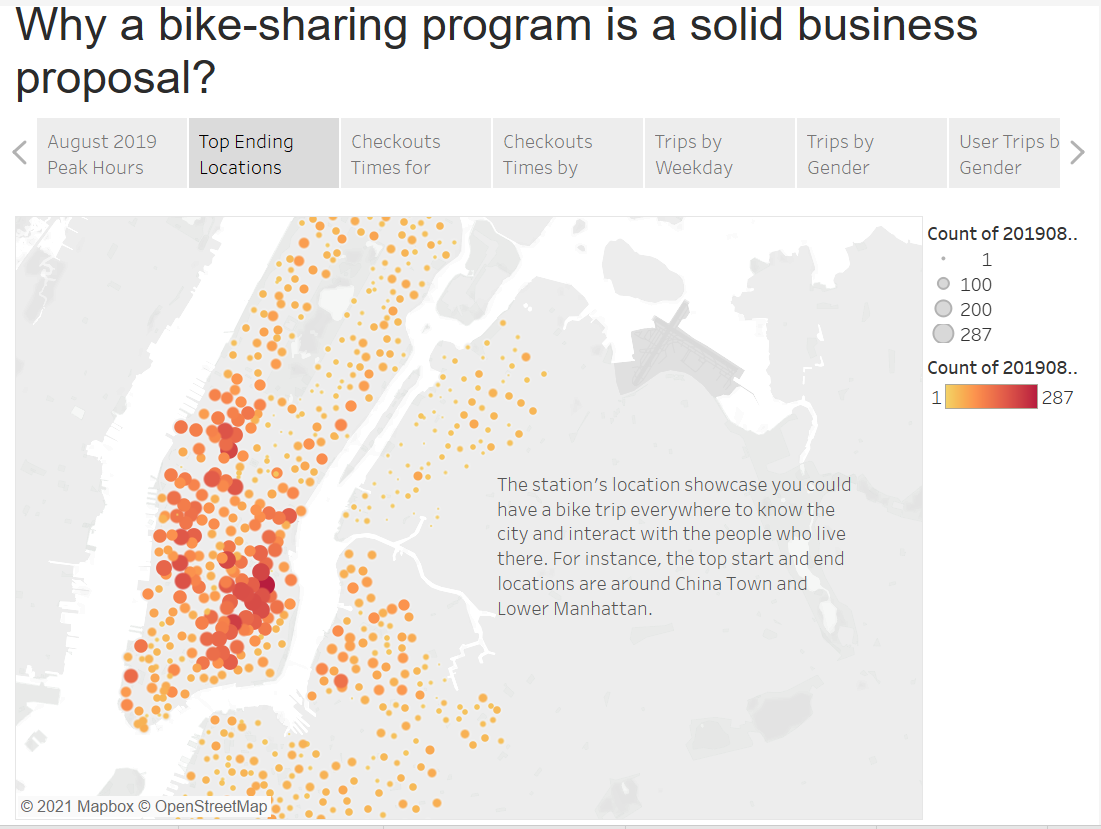 Why a bike-sharing program is a solid business
proposal?
August 2019
Peak Hours
Top Ending
Locations
Checkouts
Times for
Checkouts
Times by
Trips by
Weekday
Trips by
Gender
User Trips b
Gender
Count of 201908..
1
100
200
287
Count of 201908..
1 287
The station's location showcase you could
have a bike trip everywhere to know the
city and interact with the people who live
there. For instance, the top start and end
locations are around China Town and
Lower Manhattan.
© 2021 Mapbox © OpenStreetMap